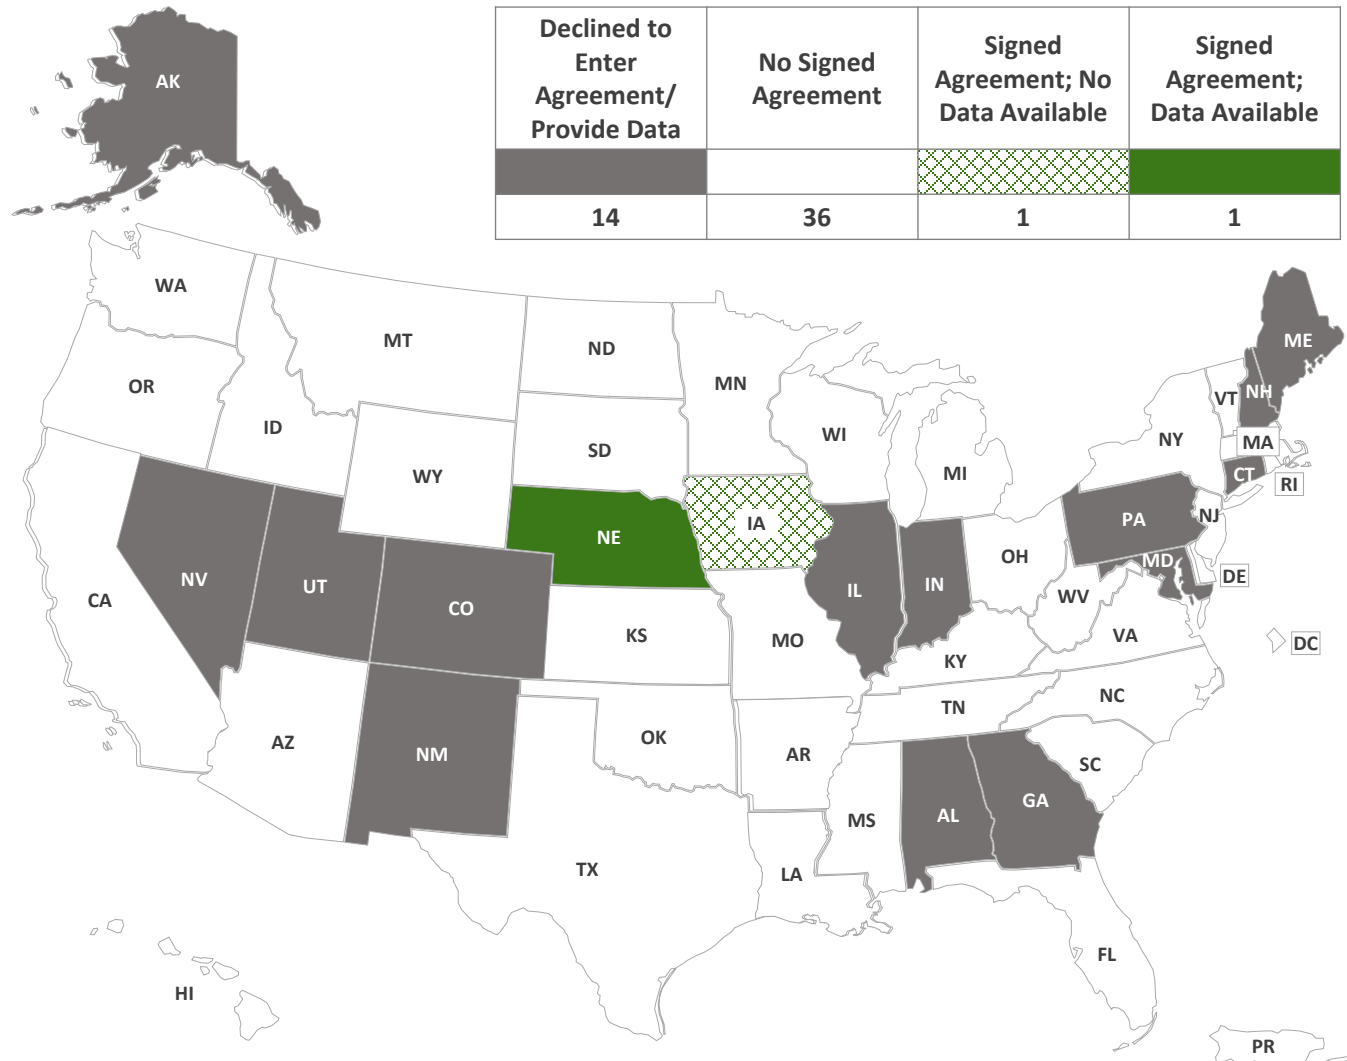 Declined to
Enter
Agreement/
Provide Data
No Signed
Agreement
Signed
Agreement; No
Data Available
Signed
Agreement;
Data Available
14
36
1
1
AK
WA
MT
ND
MN
ME
OR
ID
SD
WI
VT
NH
NY
MA
WY
MI
CT
RI
NE
IA
PA
NJ
NV
UT
CO
IL
IN
OH
MD
DE
CA
KS
MO
WV
VA
DC
KY
AZ
NM
OK
AR
TN
NC
SC
MS
AL
GA
TX
LA
FL
HI
PR